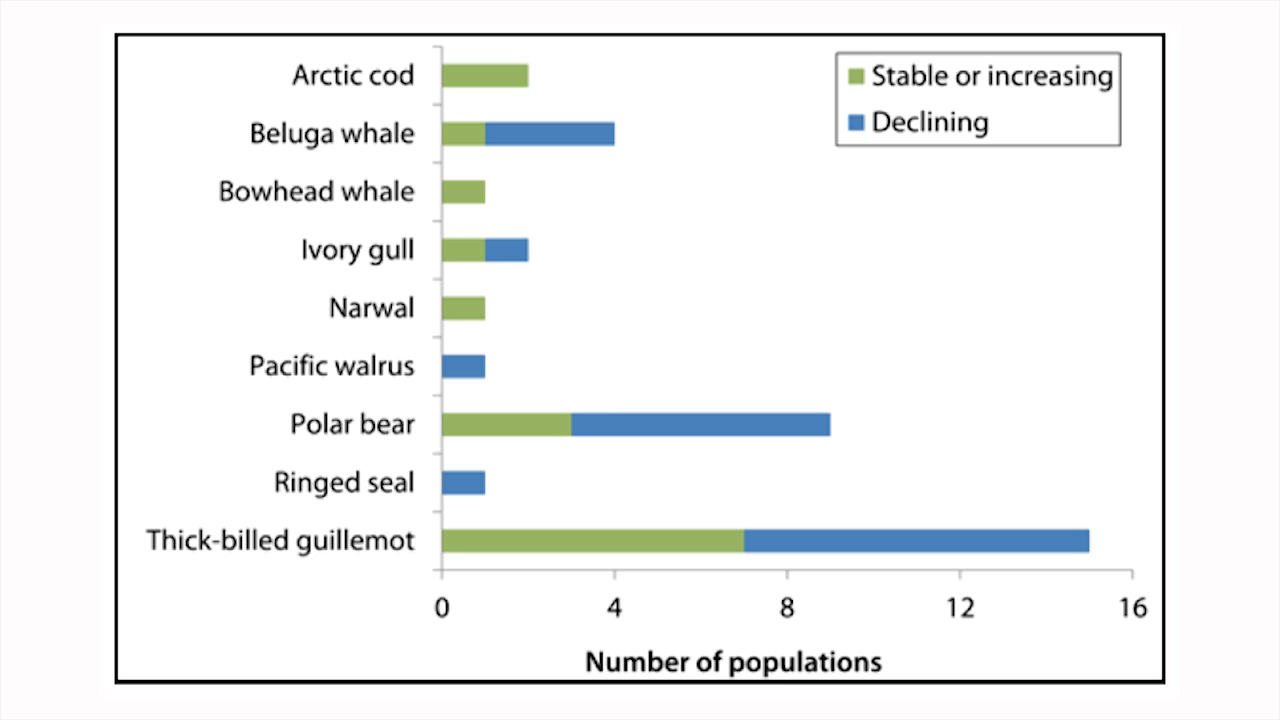 Arctic cod
Beluga whale
Bowhead whale
Ivory gull
Narwal
Pacific walrus
Polar bear
Ringed seal
Thick-billed guillemot
Stable or increasing
Declining
0 4 8 12 16
Number of populations